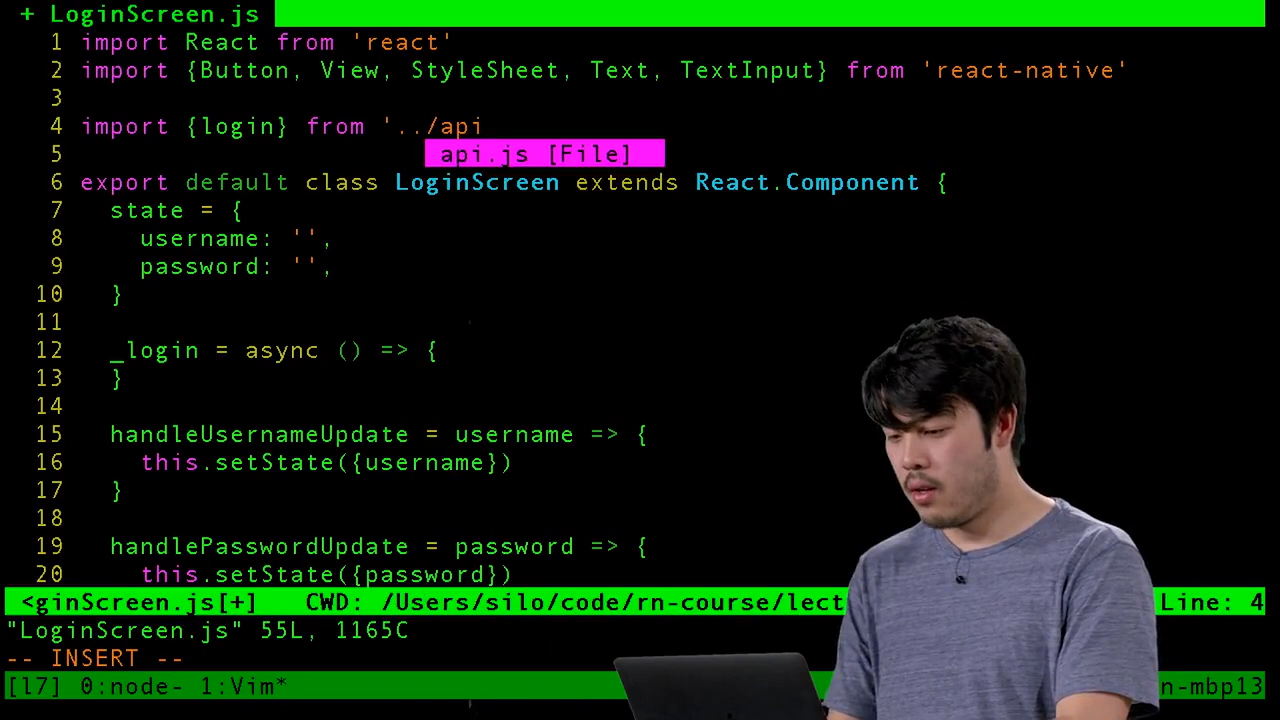 + LoginScreen.js
1 import React from 'react'
2 import {Button, View, StyleSheet, Text, TextInput} from 'react-native'
3
4 import {login} from '../api
5 api.js [File]
6 export default class LoginScreen extends React.Component {
7 state = {
8 username: '',
9 password: '',
10 }
11
12 _login = async () => {
13 }
14
15 handleUsernameUpdate = username => {
16 this.setState({username})
17 }
18
19 handlePasswordUpdate = password => {
20 this.setState({password})
<ginScreen.js[+] CWD: /Users/silo/code/rn-course/lect Line: 4
"LoginScreen.js" 55L, 1165C
-- INSERT --
[l7] 0:node- 1:Vim* n-mbp13